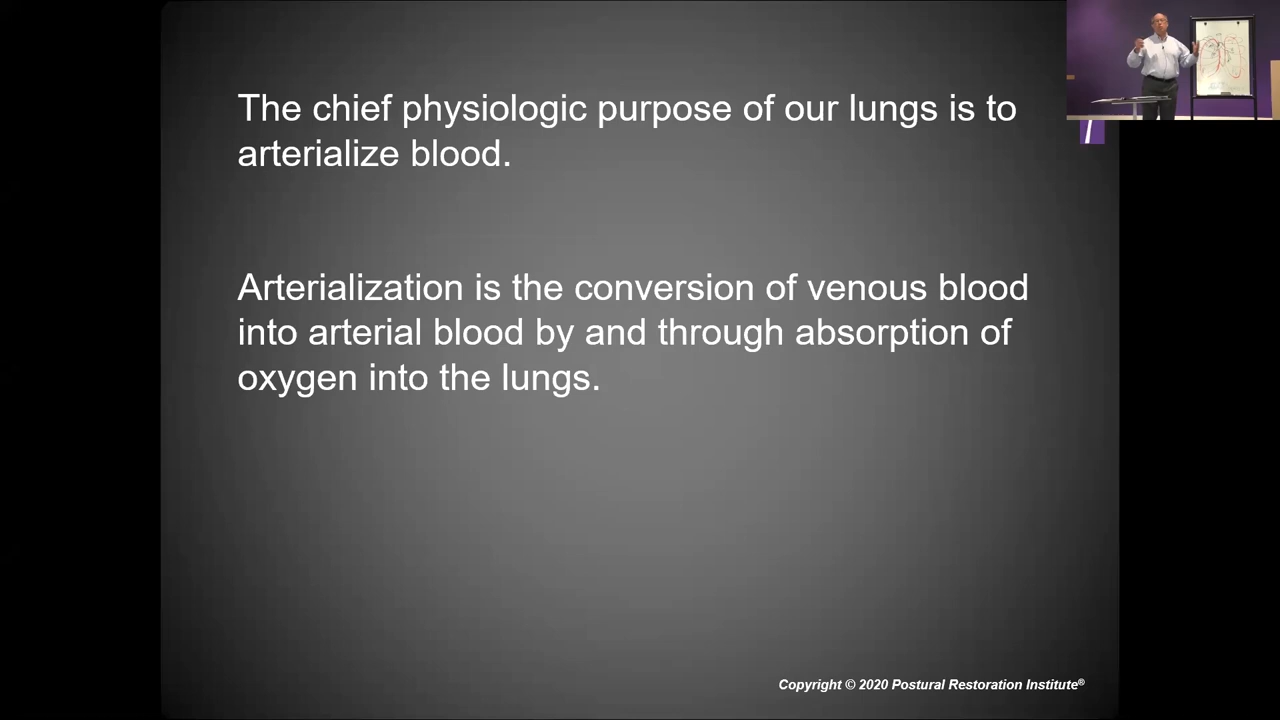 The chief physiologic purpose of our lungs is to
arterialize blood.
Arterialization is the conversion of venous blood
into arterial blood by and through absorption of
oxygen into the lungs.
Copyright © 2020 Postural Restoration Institute®